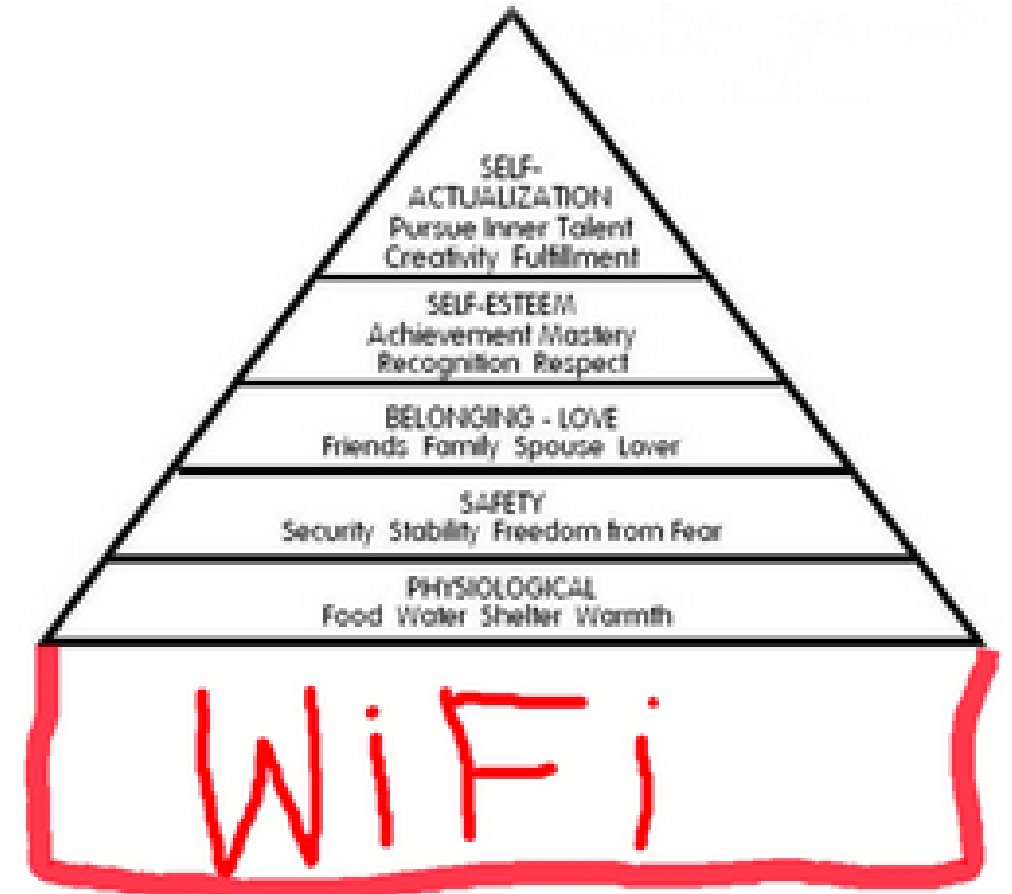 SELF-
ACTUALIZATION
Pursue Inner Talent
Creativity Fulfillment
SELF-ESTEEM
Achievement Mastery
Recognition Respect
BELONGING - LOVE
Friends Family Spouse Lover
SAFETY
Security Stability Freedom from Fear
PHYSIOLOGICAL
Food Water Shelter Warmth
WiFi